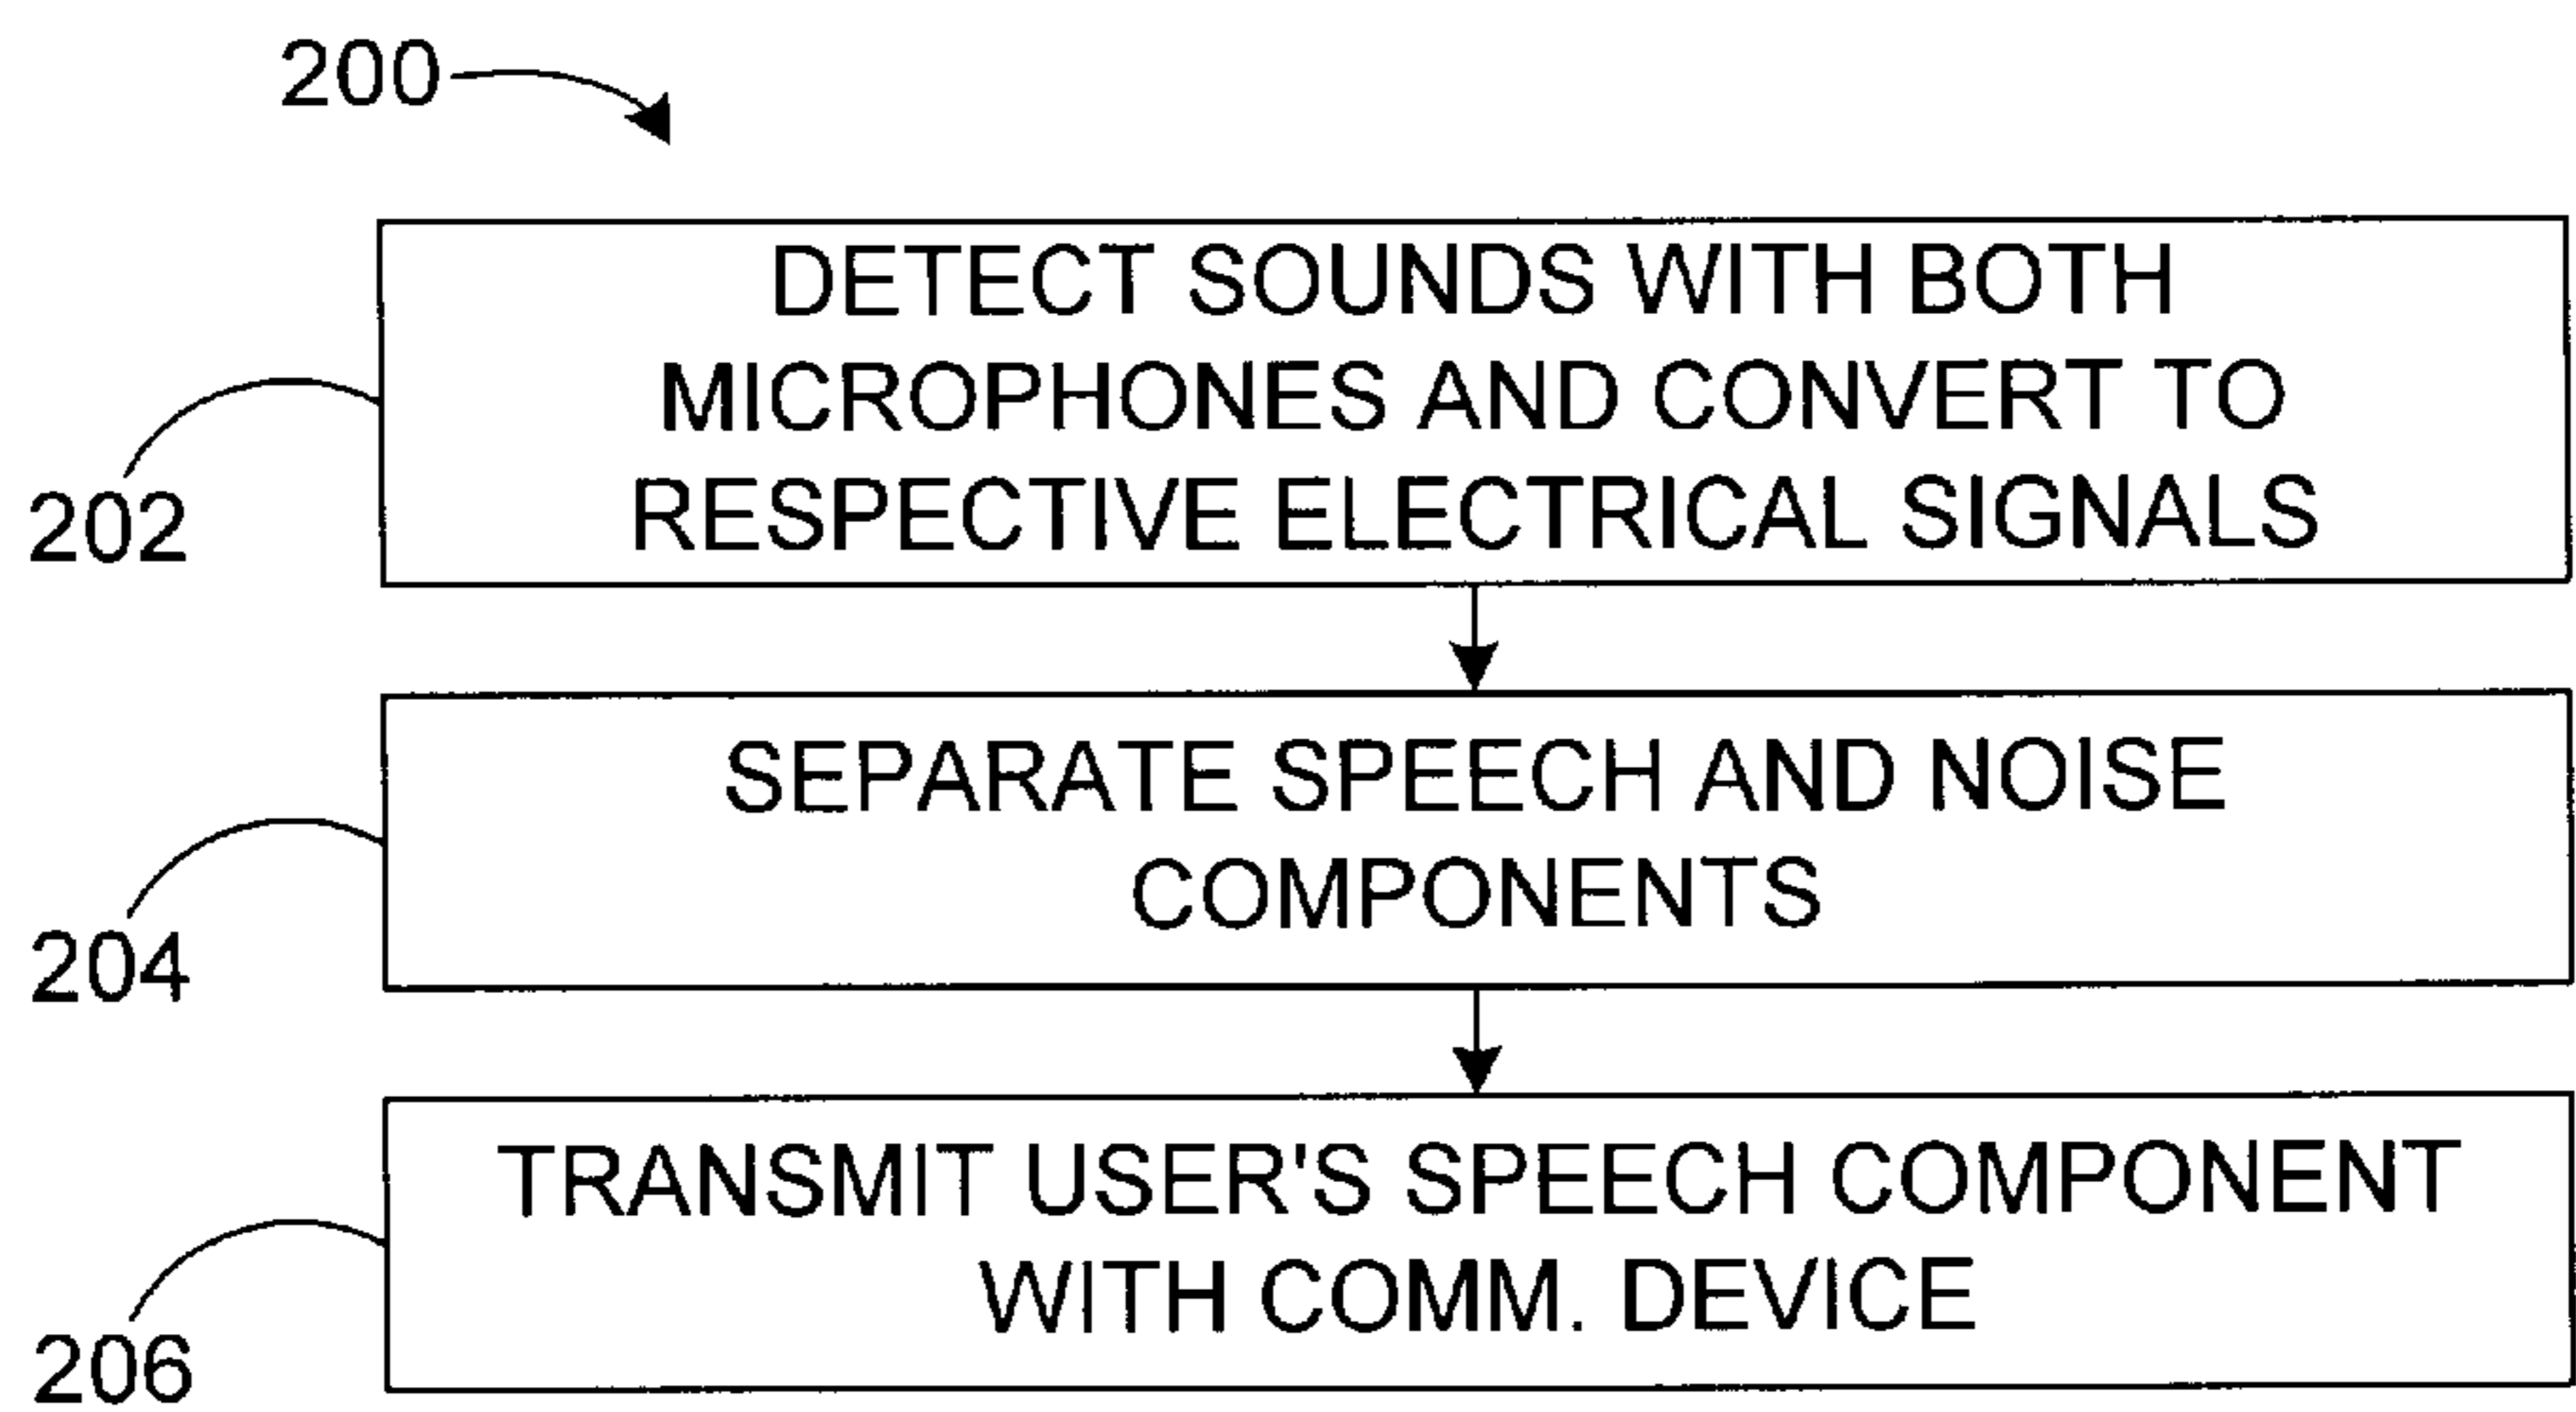 200
DETECT SOUNDS WITH BOTH
MICROPHONES AND CONVERT TO
RESPECTIVE ELECTRICAL SIGNALS
202
SEPARATE SPEECH AND NOISE
COMPONENTS
204
TRANSMIT USER'S SPEECH COMPONENT
WITH COMM. DEVICE
206